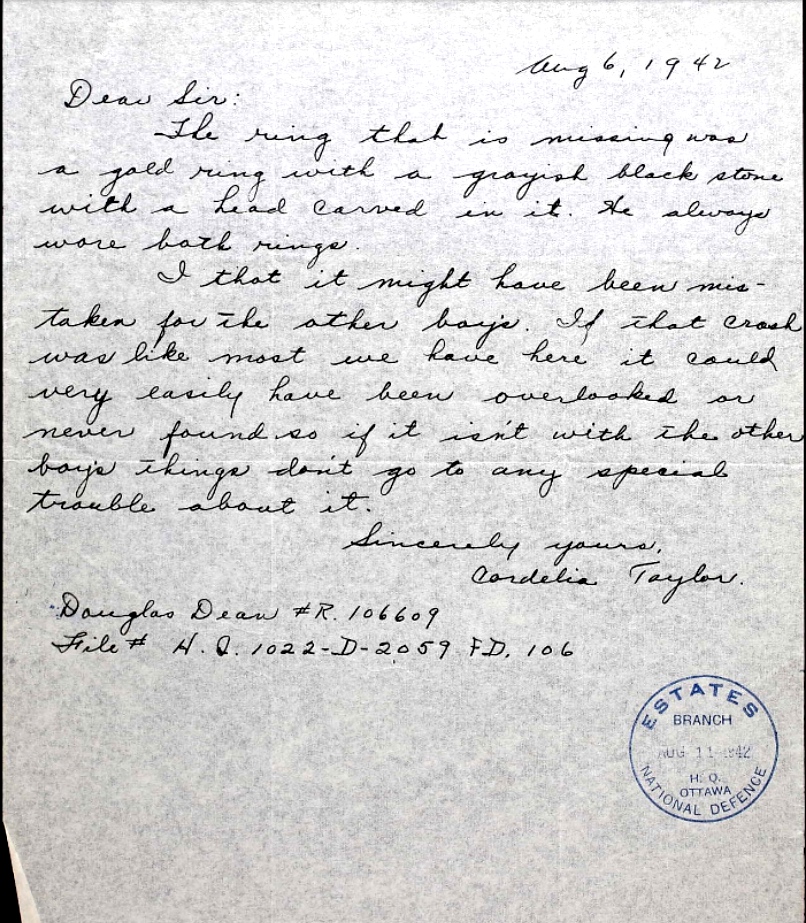 Aug 6, 1942
Dear Sir:
The ring that is missing was
a gold ring with a grayish black stone
with a head carved in it. He always
wore both rings.
I that it might have been mis-
taken for the other boy's. If that crash
was like most we have here it could
very easily have been overlooked or
never found so if it isn't with the other
boy's things don't go to any special
trouble about it.
Sincerely yours,
Cordelia Taylor.
Douglas Dean #R. 106609
File # H.Q. 1022-D-2059 FD. 106
ESTATES
BRANCH
AUG 11 1942
H. Q.
OTTAWA
NATIONAL DEFENCE